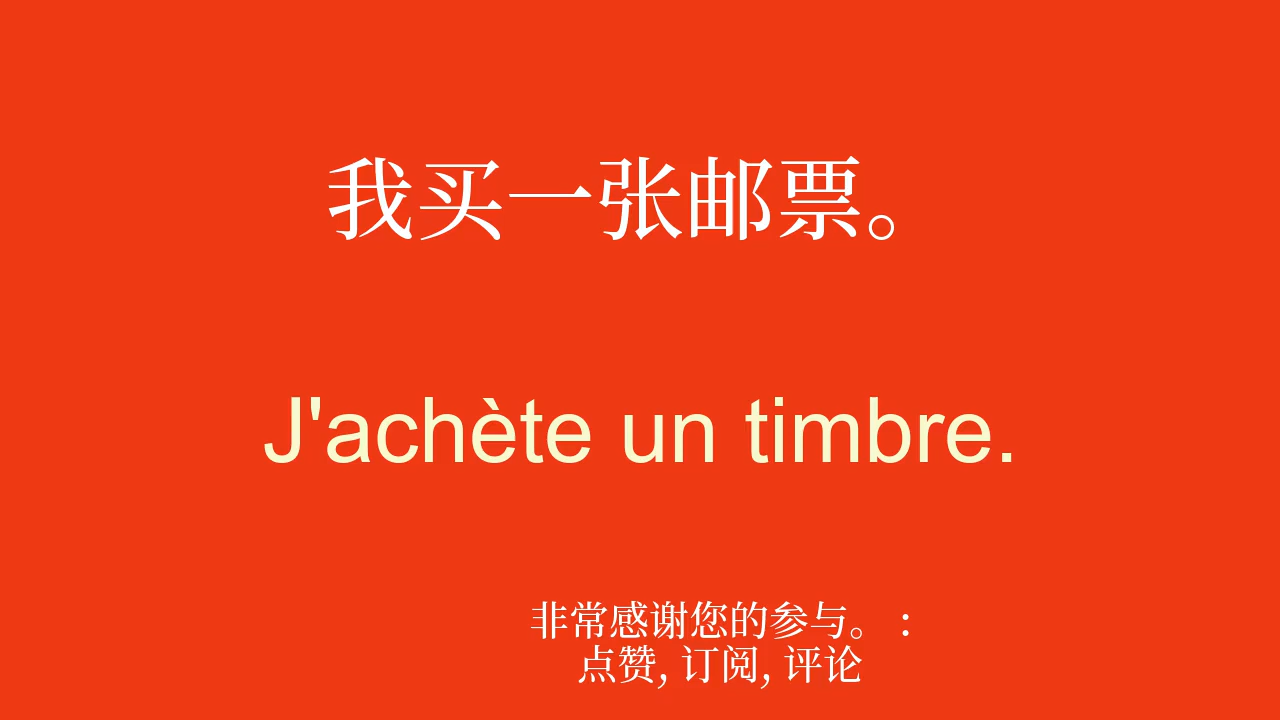 我买一张邮票。
J'achète un timbre.
非常感谢您的参与。 :
点赞, 订阅, 评论